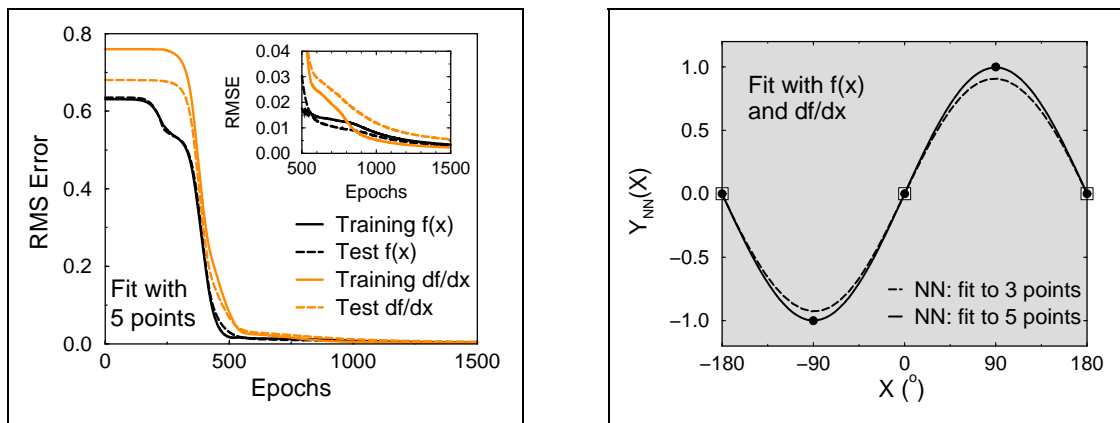 0.8
0.6
0.4
0.2
0.0
RMS Error
0 500 1000 1500
Epochs
Fit with
5 points
0.04
0.03
0.02
0.01
0.00
RMSE
500 1000 1500
Epochs
Training f(x)
Test f(x)
Training df/dx
Test df/dx
1.0
0.5
0.0
−0.5
−1.0
YNN(X)
Fit with f(x)
and df/dx
NN: fit to 3 points
NN: fit to 5 points
−180 −90 0 90 180
X (°)